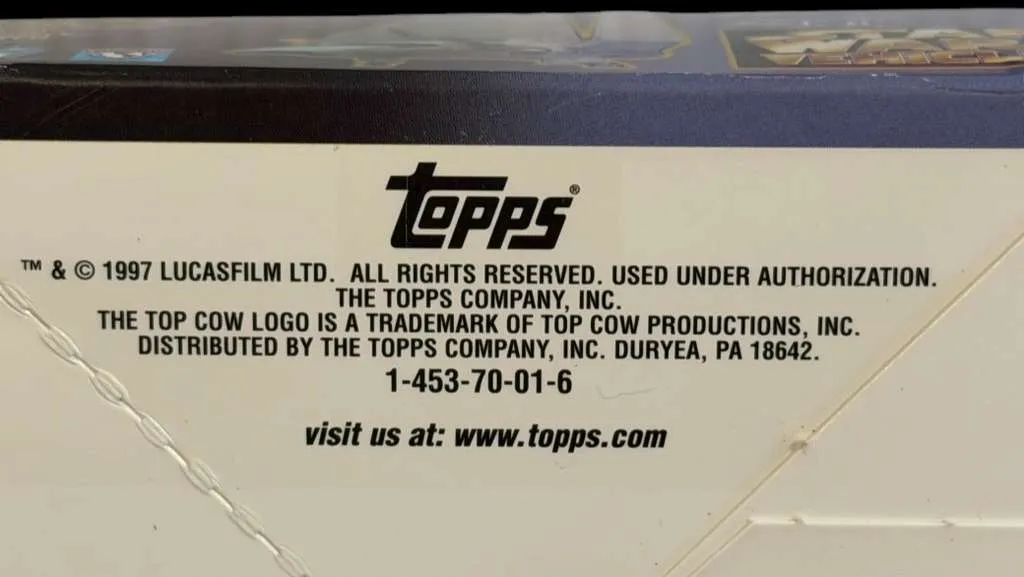 TOPPS®
™ & © 1997 LUCASFILM LTD. ALL RIGHTS RESERVED. USED UNDER AUTHORIZATION.
THE TOPPS COMPANY, INC.
THE TOP COW LOGO IS A TRADEMARK OF TOP COW PRODUCTIONS, INC.
DISTRIBUTED BY THE TOPPS COMPANY, INC. DURYEA, PA 18642.
1-453-70-01-6
visit us at: www.topps.com